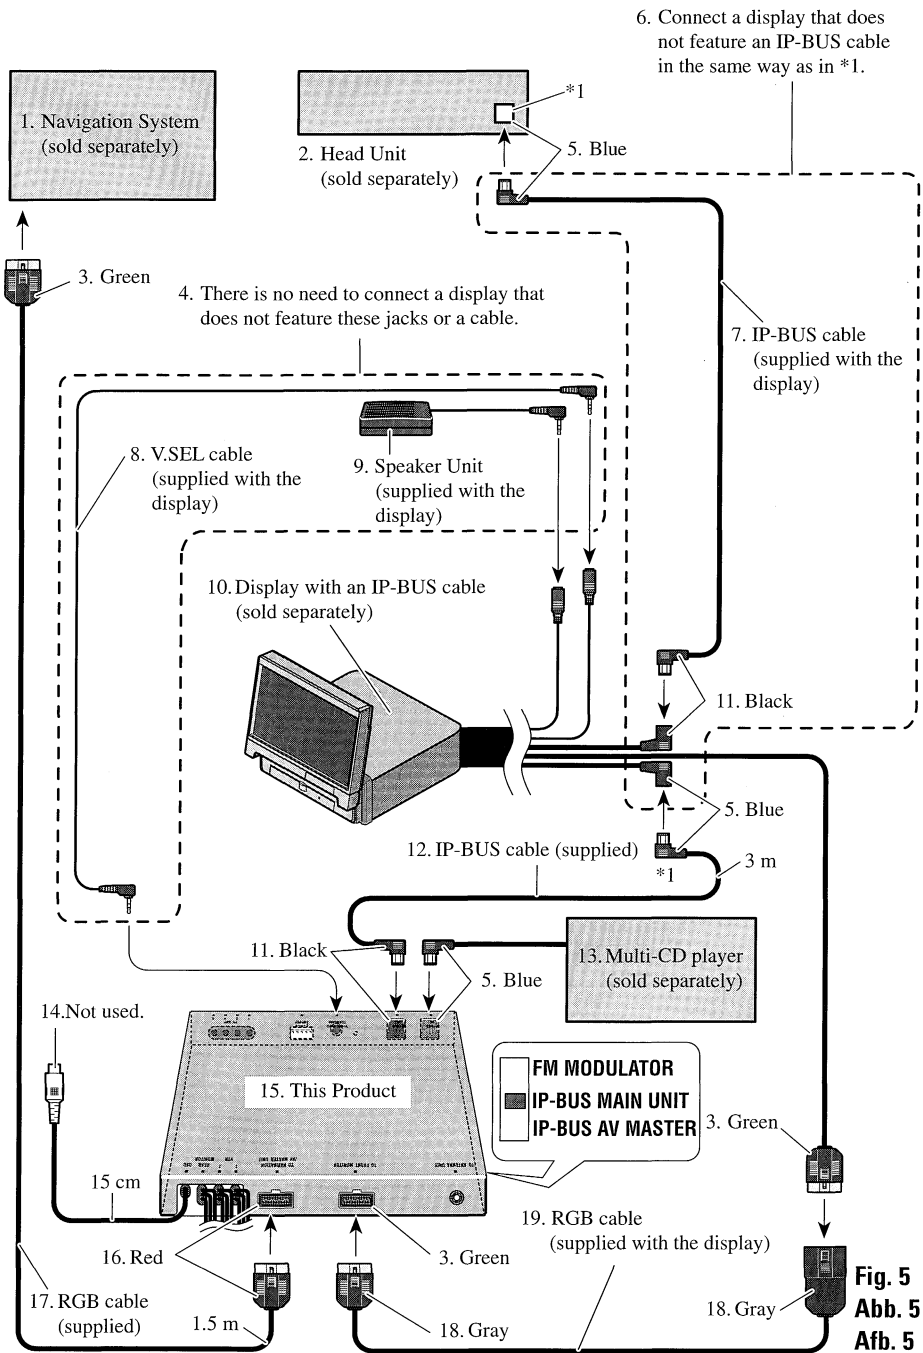 6. Connect a display that does
not feature an IP-BUS cable
in the same way as in *1.
1. Navigation System
(sold separately)
*1
2. Head Unit
(sold separately)
5. Blue
3. Green
4. There is no need to connect a display that
does not feature these jacks or a cable.
7. IP-BUS cable
(supplied with the
display)
8. V.SEL cable
(supplied with the
display)
9. Speaker Unit
(supplied with the
display)
10. Display with an IP-BUS cable
(sold separately)
11. Black
5. Blue
12. IP-BUS cable (supplied)
*1
3 m
11. Black
5. Blue
13. Multi-CD player
(sold separately)
14. Not used.
15. This Product
FM MODULATOR
IP-BUS MAIN UNIT
IP-BUS AV MASTER
3. Green
15 cm
16. Red
3. Green
19. RGB cable
(supplied with the display)
17. RGB cable
(supplied)
1.5 m
18. Gray
18. Gray
Fig. 5
Abb. 5
Afb. 5